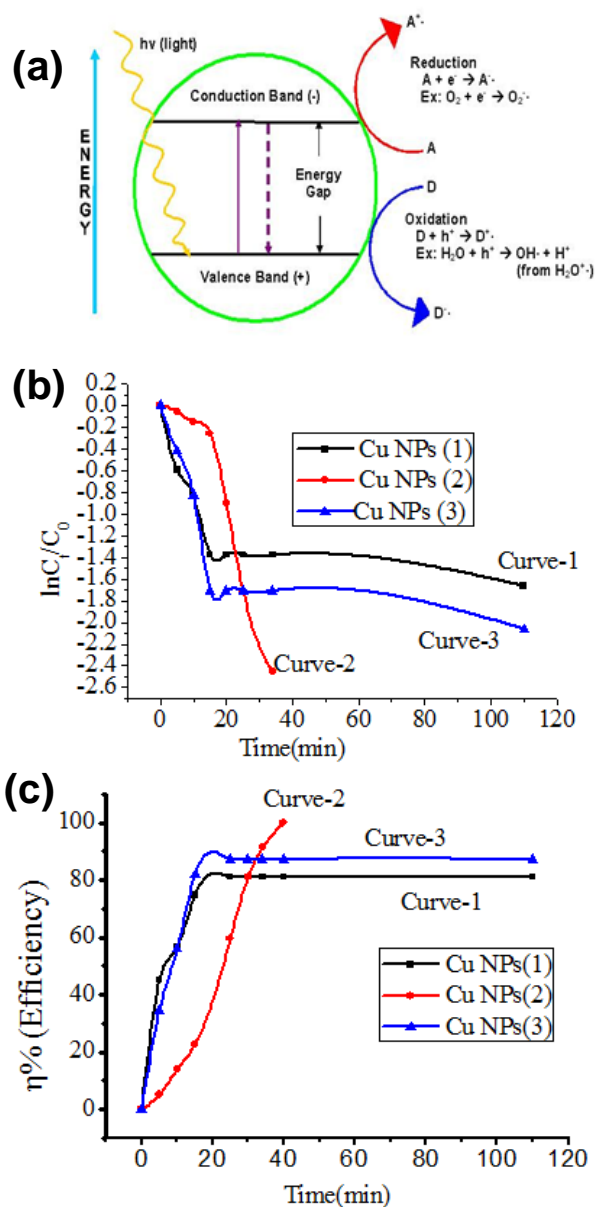 (a)
hν (light)
ENERGY
Conduction Band (-)
Energy
Gap
Valence Band (+)
A⁺·
Reduction
A + e⁻ → A⁻·
Ex: O₂ + e⁻ → O₂⁻·
A
D
Oxidation
D + h⁺ → D⁺·
Ex: H₂O + h⁺ → OH· + H⁺
(from H₂O⁺·)
D⁻·
(b)
lnCₜ/C₀
0.2
0.0
-0.2
-0.4
-0.6
-0.8
-1.0
-1.2
-1.4
-1.6
-1.8
-2.0
-2.2
-2.4
-2.6
Cu NPs (1)
Cu NPs (2)
Cu NPs (3)
Curve-1
Curve-3
Curve-2
0 20 40 60 80 100 120
Time(min)
(c)
η% (Efficiency)
100
80
60
40
20
0
Curve-2
Curve-3
Curve-1
Cu NPs(1)
Cu NPs(2)
Cu NPs(3)
0 20 40 60 80 100 120
Time(min)